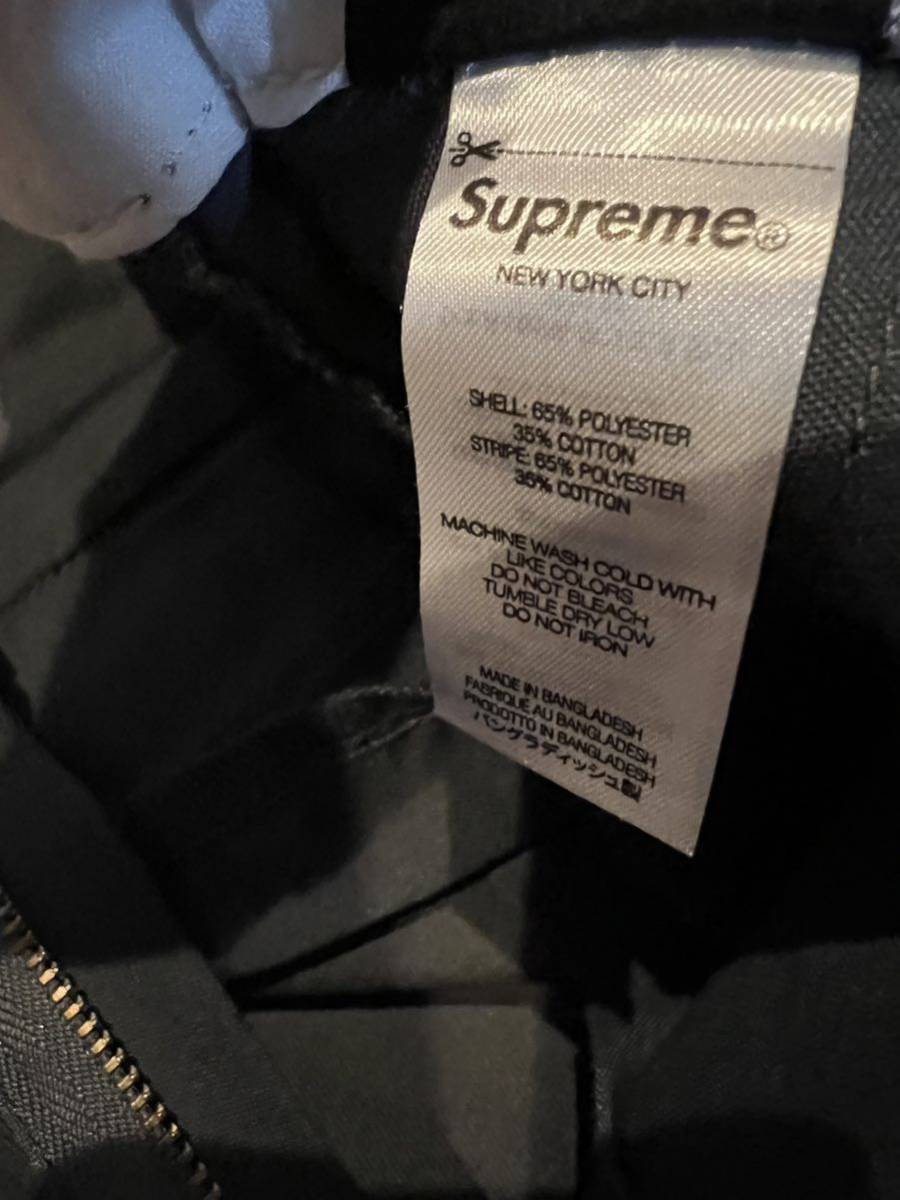 Supreme®
NEW YORK CITY
SHELL: 65% POLYESTER
35% COTTON
STRIPE: 65% POLYESTER
35% COTTON
MACHINE WASH COLD WITH
LIKE COLORS
DO NOT BLEACH
TUMBLE DRY LOW
DO NOT IRON
MADE IN BANGLADESH
FABRIQUE AU BANGLADESH
PRODOTTO IN BANGLADESH
バングラディッシュ製